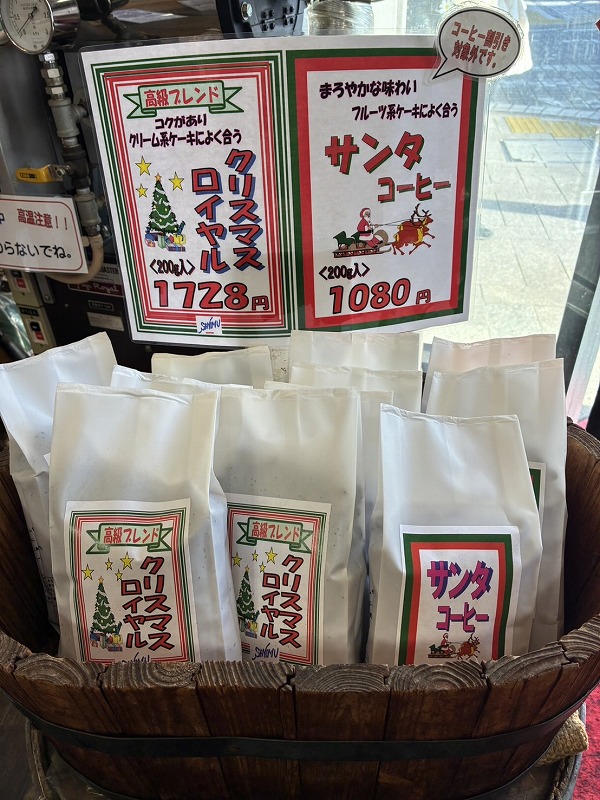 コーヒー割引き
対象外です。
高級ブレンド
コクがあり
クリーム系ケーキによく合う
クリスマス
ロイヤル
<200g入>
1728円
SHIMU
まろやかな味わい
フルーツ系ケーキによく合う
サンタ
コーヒー
<200g入>
1080円
高温注意!!
わらないでね。
高級ブレンド
クリスマス
ロイヤル
SHIMU
高級ブレンド
クリスマス
ロイヤル
SHIMU
サンタ
コーヒー